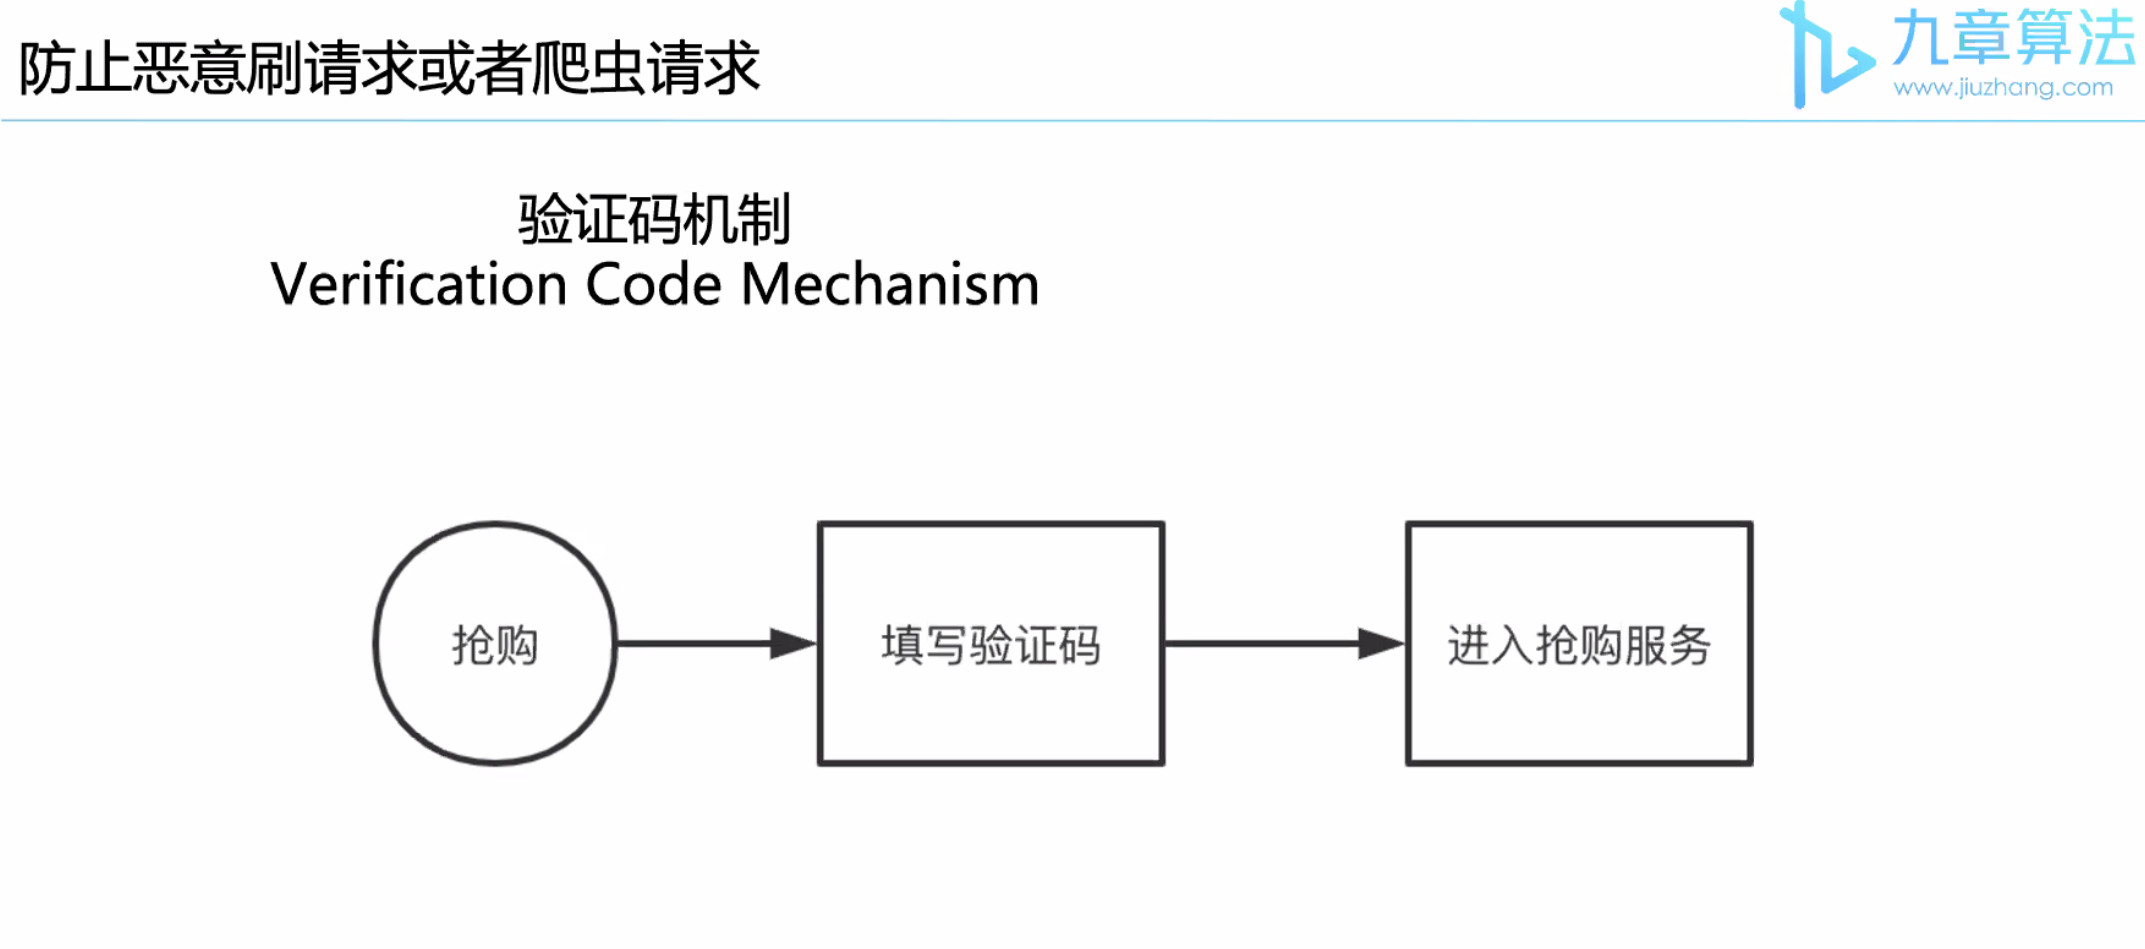 防止恶意刷请求或者爬虫请求
九章算法
www.jiuzhang.com
验证码机制
Verification Code Mechanism
抢购
填写验证码
进入抢购服务